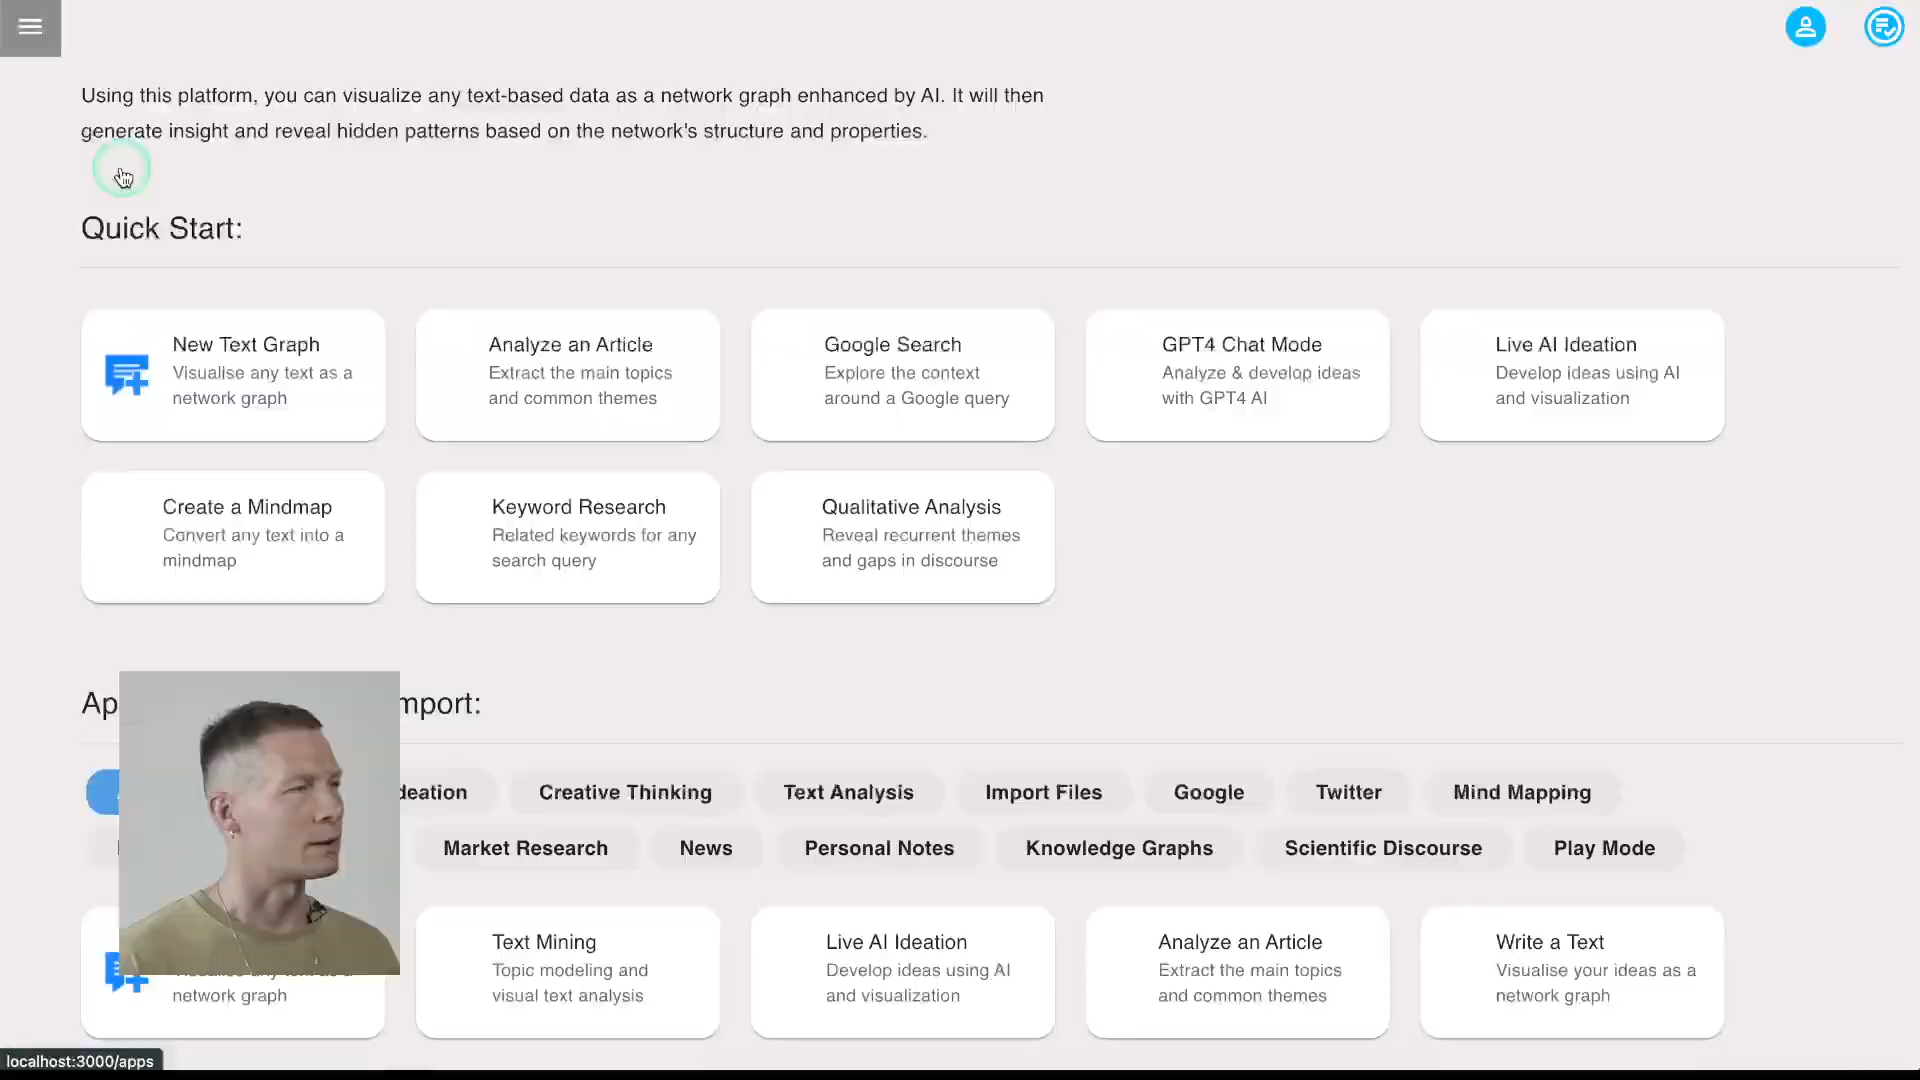 Using this platform, you can visualize any text-based data as a network graph enhanced by AI. It will then
generate insight and reveal hidden patterns based on the network's structure and properties.
Quick Start:
New Text Graph
Visualise any text as a
network graph
Analyze an Article
Extract the main topics
and common themes
Google Search
Explore the context
around a Google query
GPT4 Chat Mode
Analyze & develop ideas
with GPT4 AI
Live AI Ideation
Develop ideas using AI
and visualization
Create a Mindmap
Convert any text into a
mindmap
Keyword Research
Related keywords for any
search query
Qualitative Analysis
Reveal recurrent themes
and gaps in discourse
Ap mport:
deation
Creative Thinking
Text Analysis
Import Files
Google
Twitter
Mind Mapping
Market Research
News
Personal Notes
Knowledge Graphs
Scientific Discourse
Play Mode
network graph
Text Mining
Topic modeling and
visual text analysis
Live AI Ideation
Develop ideas using AI
and visualization
Analyze an Article
Extract the main topics
and common themes
Write a Text
Visualise your ideas as a
network graph
localhost:3000/apps